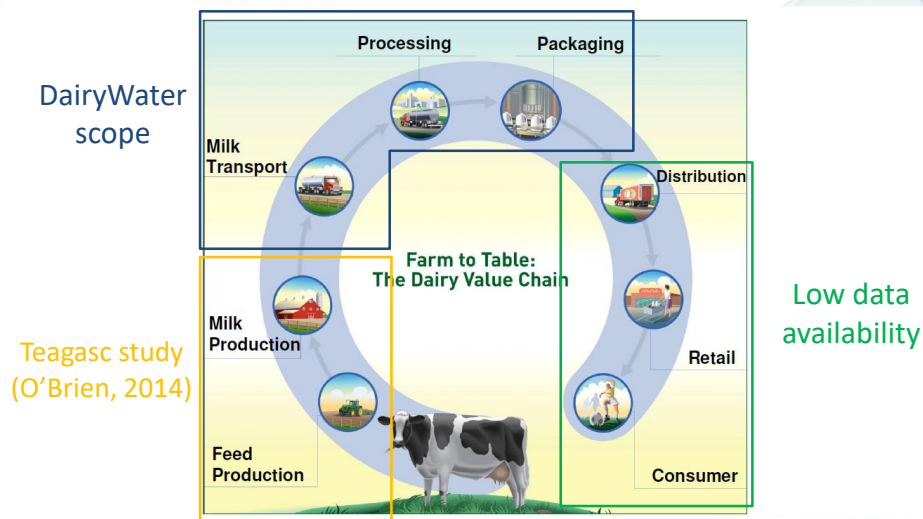 Processing
Packaging
DairyWater
scope
Milk
Transport
Distribution
Farm to Table:
The Dairy Value Chain
Low data
availability
Milk
Production
Retail
Teagasc study
(O’Brien, 2014)
Feed
Production
Consumer